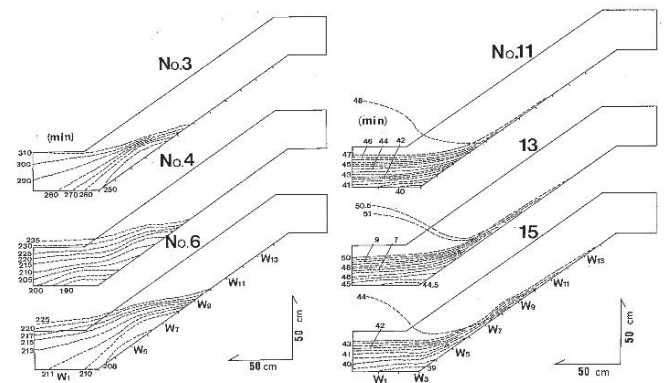 No.3
(min)
310
300
290
280 270 260 250
No.4
235
230
225
220
215
210
205
200 190
No.6
225
220
217
215
213
211 210 208
W1
W5
W7
W9
W11
W13
50 cm
50 cm
No.11
48
(min)
46 44 42
47
45
43
41
40
13
50.5
51
9 7
50
48
46
45
44.5
15
44
42
43
41
40
39
W1 W3
W5
W7
W9
W11
W13
50 cm
50 cm